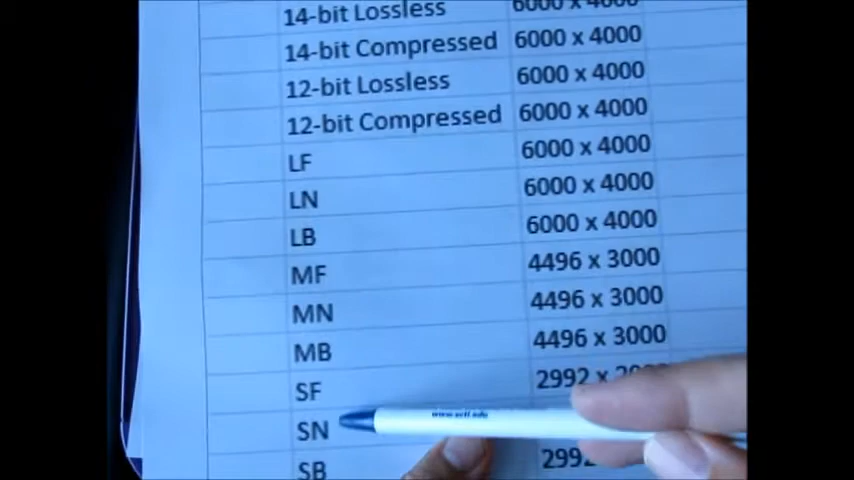 14-bit Lossless 6000 x 4000
14-bit Compressed 6000 x 4000
12-bit Lossless 6000 x 4000
12-bit Compressed 6000 x 4000
LF 6000 x 4000
LN 6000 x 4000
LB 6000 x 4000
MF 4496 x 3000
MN 4496 x 3000
MB 4496 x 3000
SF 2992 x
SN
SB 2992